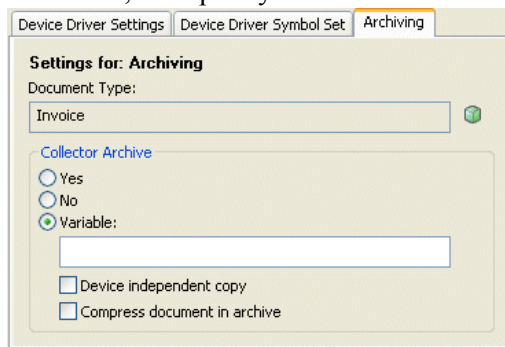 Device Driver Settings Device Driver Symbol Set Archiving
Settings for: Archiving
Document Type:
Invoice
Collector Archive
Yes
No
Variable:
Device independent copy
Compress document in archive